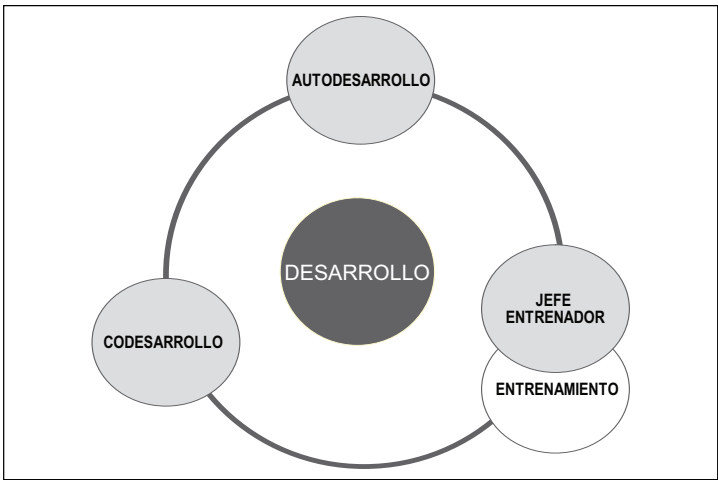 AUTODESARROLLO
DESARROLLO
JEFE
ENTRENADOR
CODESARROLLO
ENTRENAMIENTO